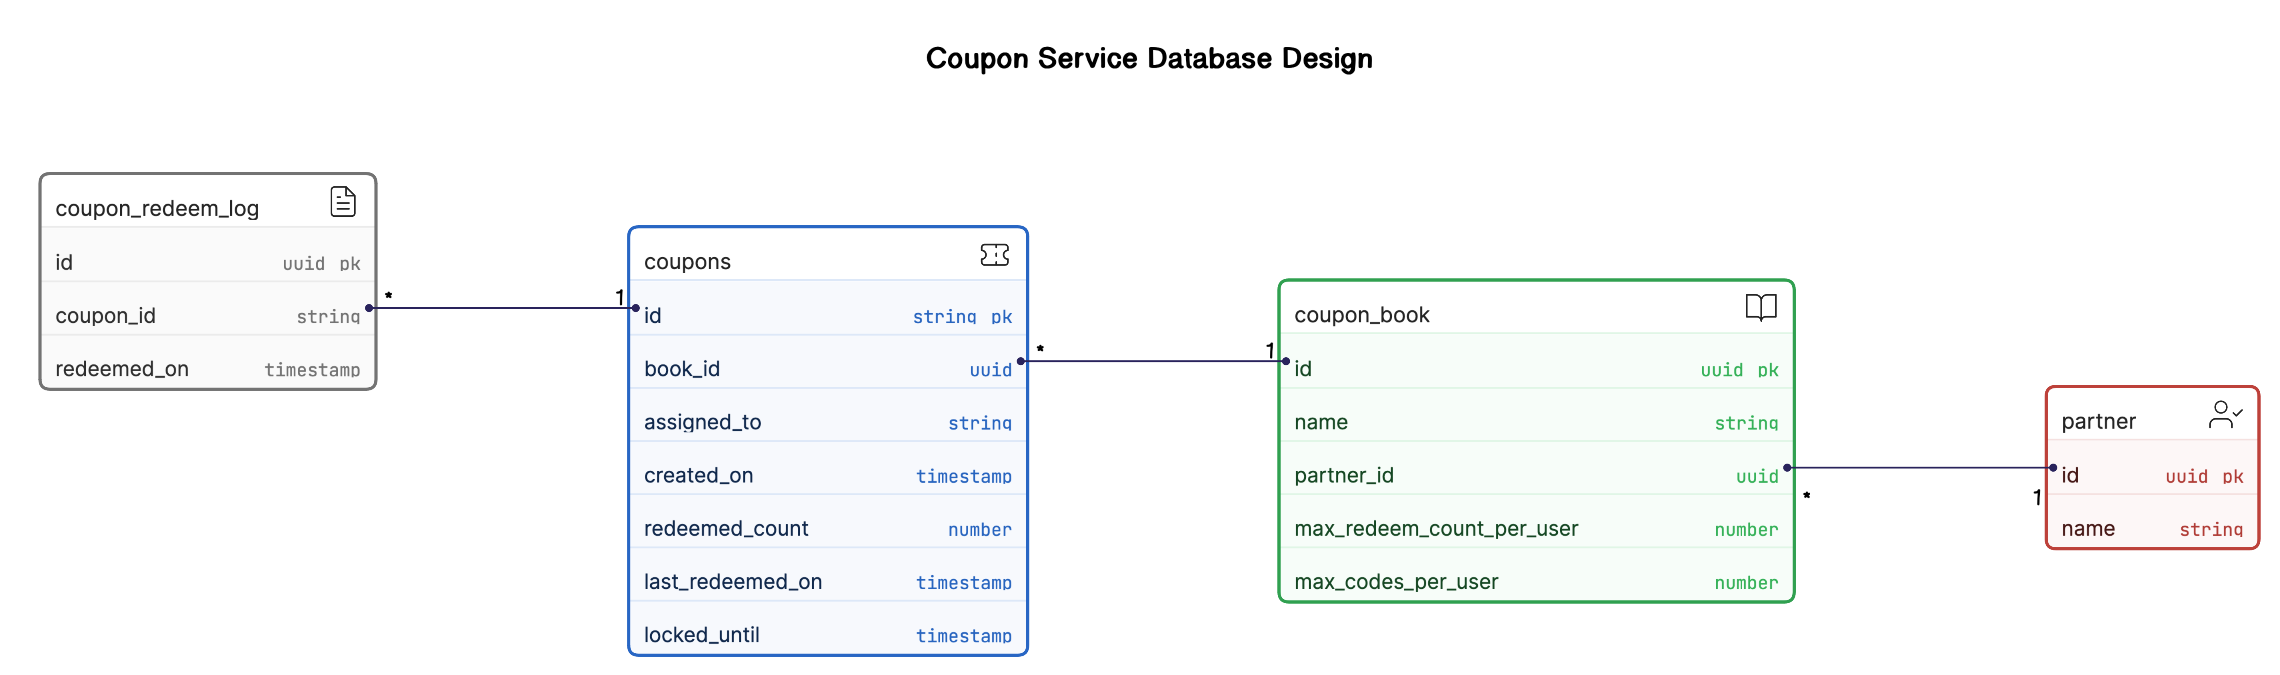 Coupon Service Database Design
coupon_redeem_log
id uuid pk
coupon_id string
redeemed_on timestamp
* 1
coupons
id string pk
book_id uuid
assigned_to string
created_on timestamp
redeemed_count number
last_redeemed_on timestamp
locked_until timestamp
* 1
coupon_book
id uuid pk
name string
partner_id uuid
max_redeem_count_per_user number
max_codes_per_user number
* 1
partner
id uuid pk
name string